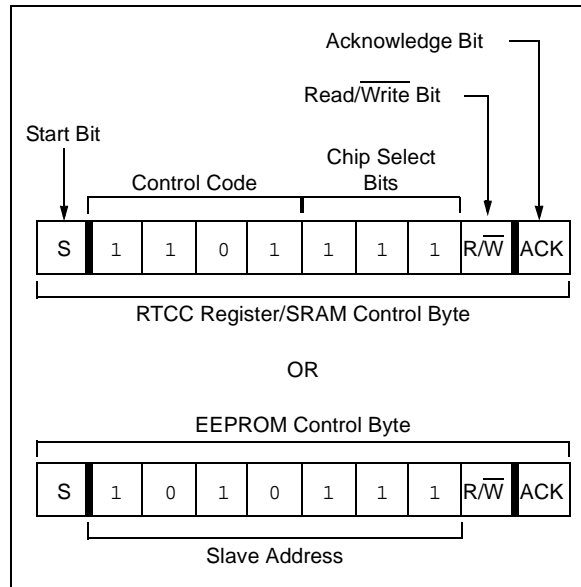 Acknowledge Bit
Read/Write Bit
Start Bit
Chip Select
Bits
Control Code
S 1 1 0 1 1 1 1 R/W ACK
RTCC Register/SRAM Control Byte
OR
EEPROM Control Byte
S 1 0 1 0 1 1 1 R/W ACK
Slave Address